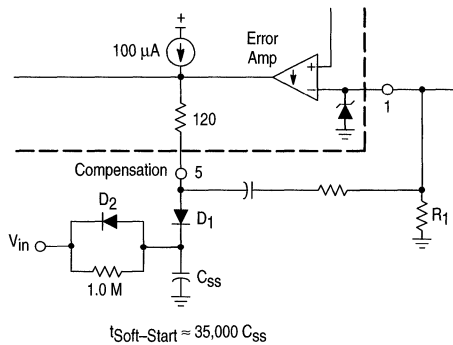 +
100 µA
Error
Amp
+
−
1
120
Compensation
5
D2
D1
R1
Vin
1.0 M
CSS
tSoft–Start ≈ 35,000 CSS